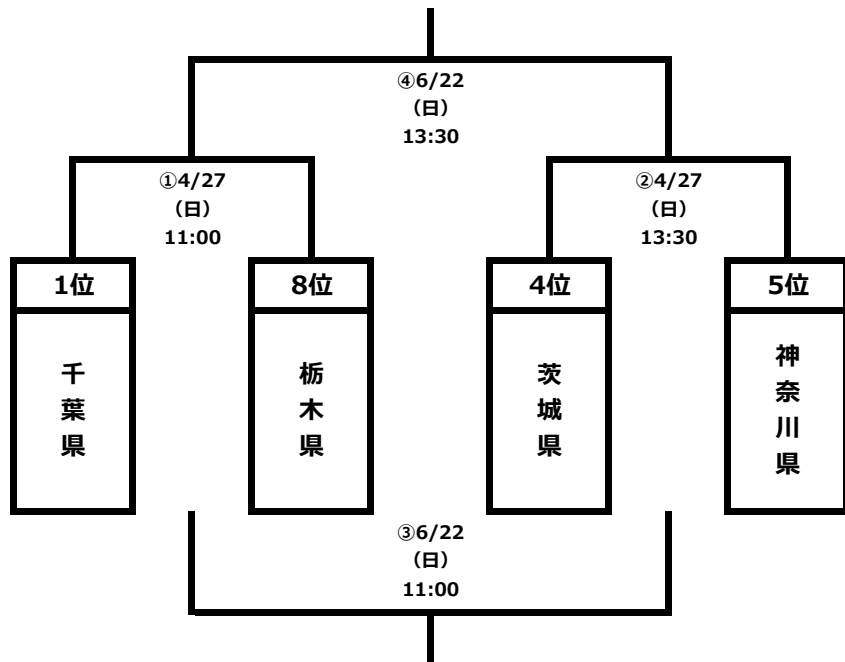 ④6/22
（日）
13:30
①4/27
（日）
11:00
②4/27
（日）
13:30
1位
8位
4位
5位
千葉県
栃木県
茨城県
神奈川県
③6/22
（日）
11:00